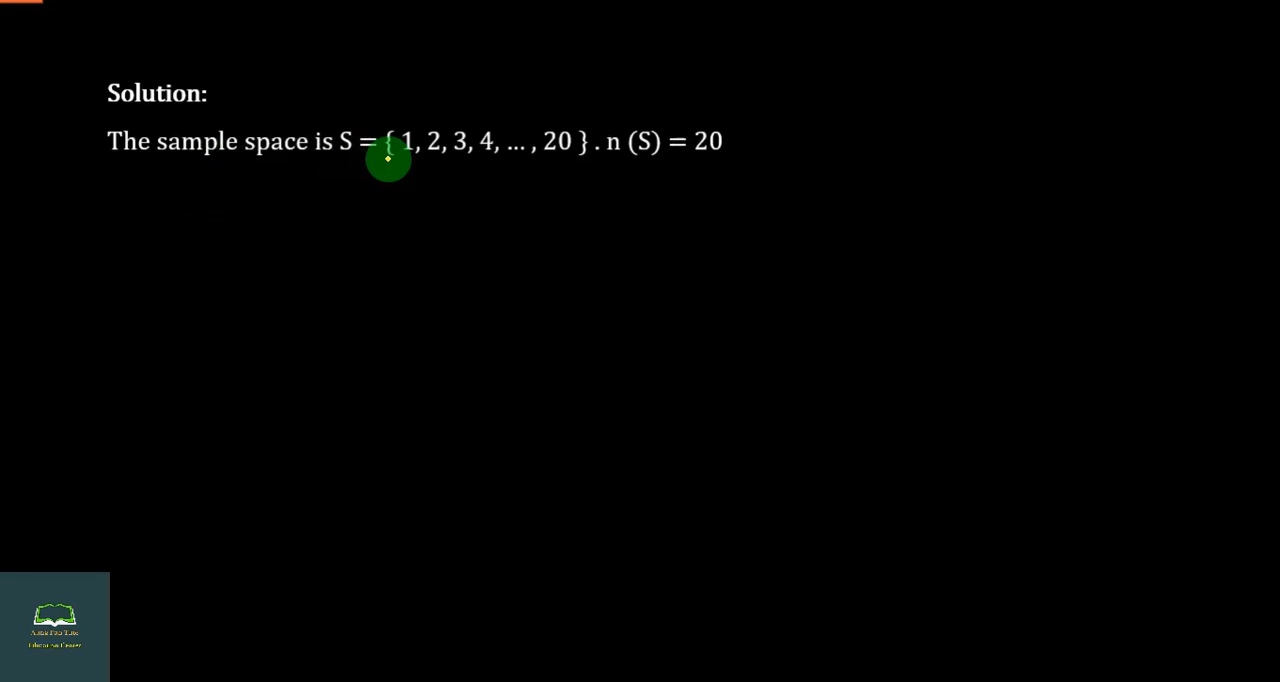 Solution:
The sample space is S = { 1, 2, 3, 4, ... , 20 } . n (S) = 20